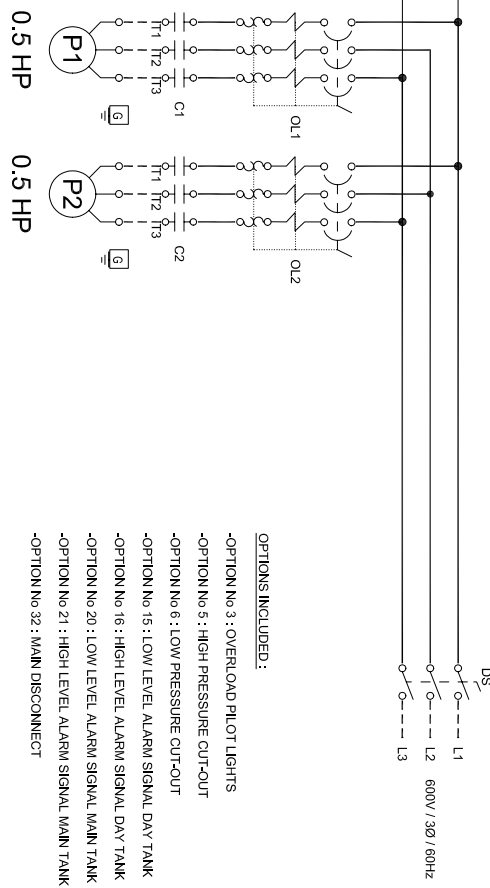 DS
L1
L2
L3
600V / 3Ø / 60Hz
OL1
C1
T1
T2
T3
P1
0.5 HP
G
OL2
C2
T1
T2
T3
P2
0.5 HP
G
OPTIONS INCLUDED :
-OPTION No 3 : OVERLOAD PILOT LIGHTS
-OPTION No 5 : HIGH PRESSURE CUT-OUT
-OPTION No 6 : LOW PRESSURE CUT-OUT
-OPTION No 15 : LOW LEVEL ALARM SIGNAL DAY TANK
-OPTION No 16 : HIGH LEVEL ALARM SIGNAL DAY TANK
-OPTION No 20 : LOW LEVEL ALARM SIGNAL MAIN TANK
-OPTION No 21 : HIGH LEVEL ALARM SIGNAL MAIN TANK
-OPTION No 32 : MAIN DISCONNECT